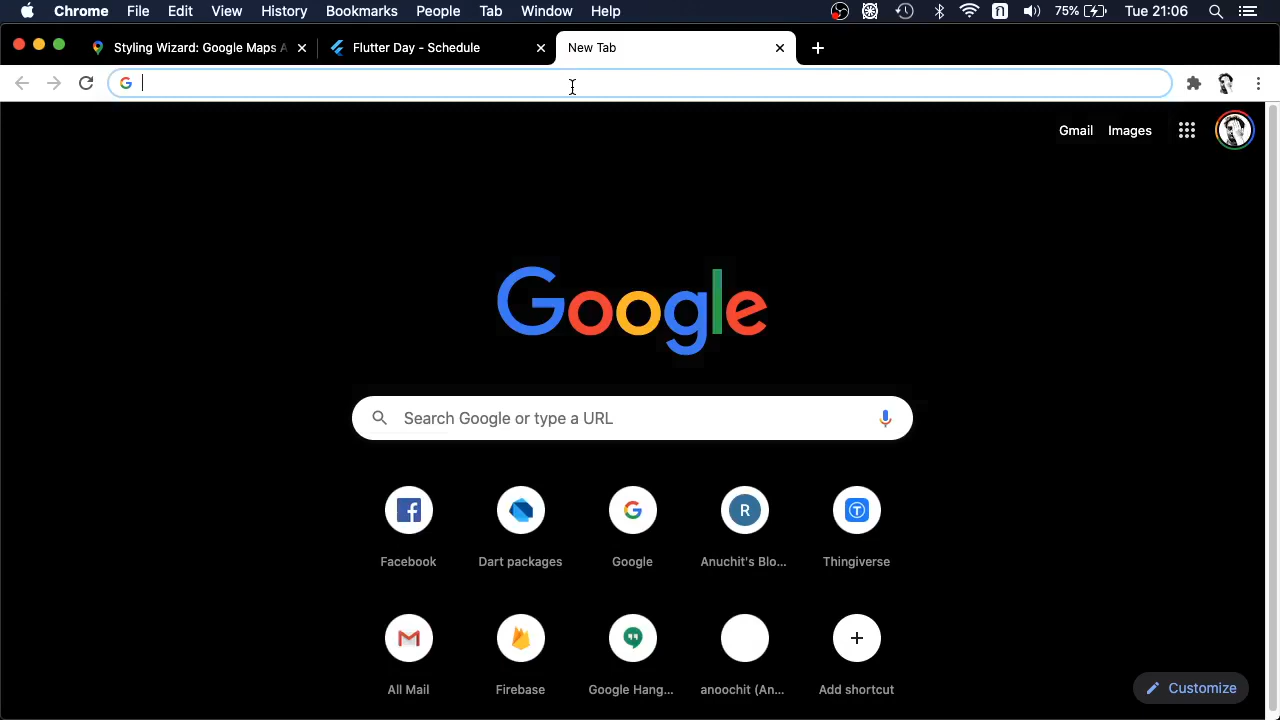 Chrome File Edit View History Bookmarks People Tab Window Help ก 75% Tue 21:06
Styling Wizard: Google Maps A Flutter Day - Schedule New Tab
Gmail Images
Google
Search Google or type a URL
R
Facebook Dart packages Google Anuchit's Blo... Thingiverse
All Mail Firebase Google Hang... anoochit (An... Add shortcut
Customize